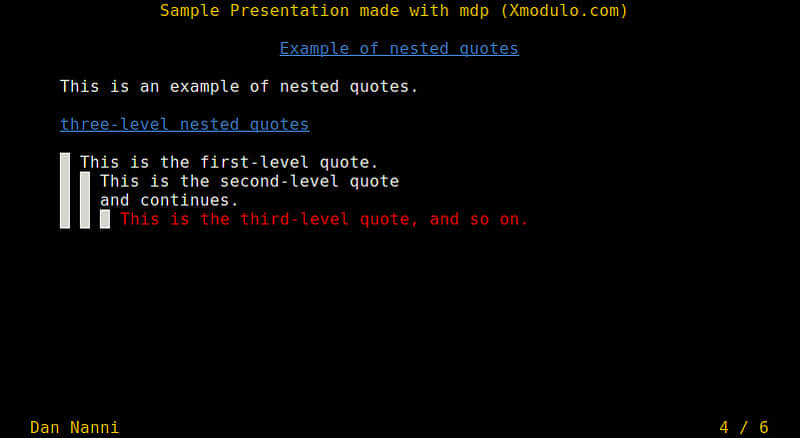 Sample Presentation made with mdp (Xmodulo.com)
Example of nested quotes
This is an example of nested quotes.
three-level nested quotes
This is the first-level quote.
This is the second-level quote
and continues.
This is the third-level quote, and so on.
Dan Nanni
4 / 6